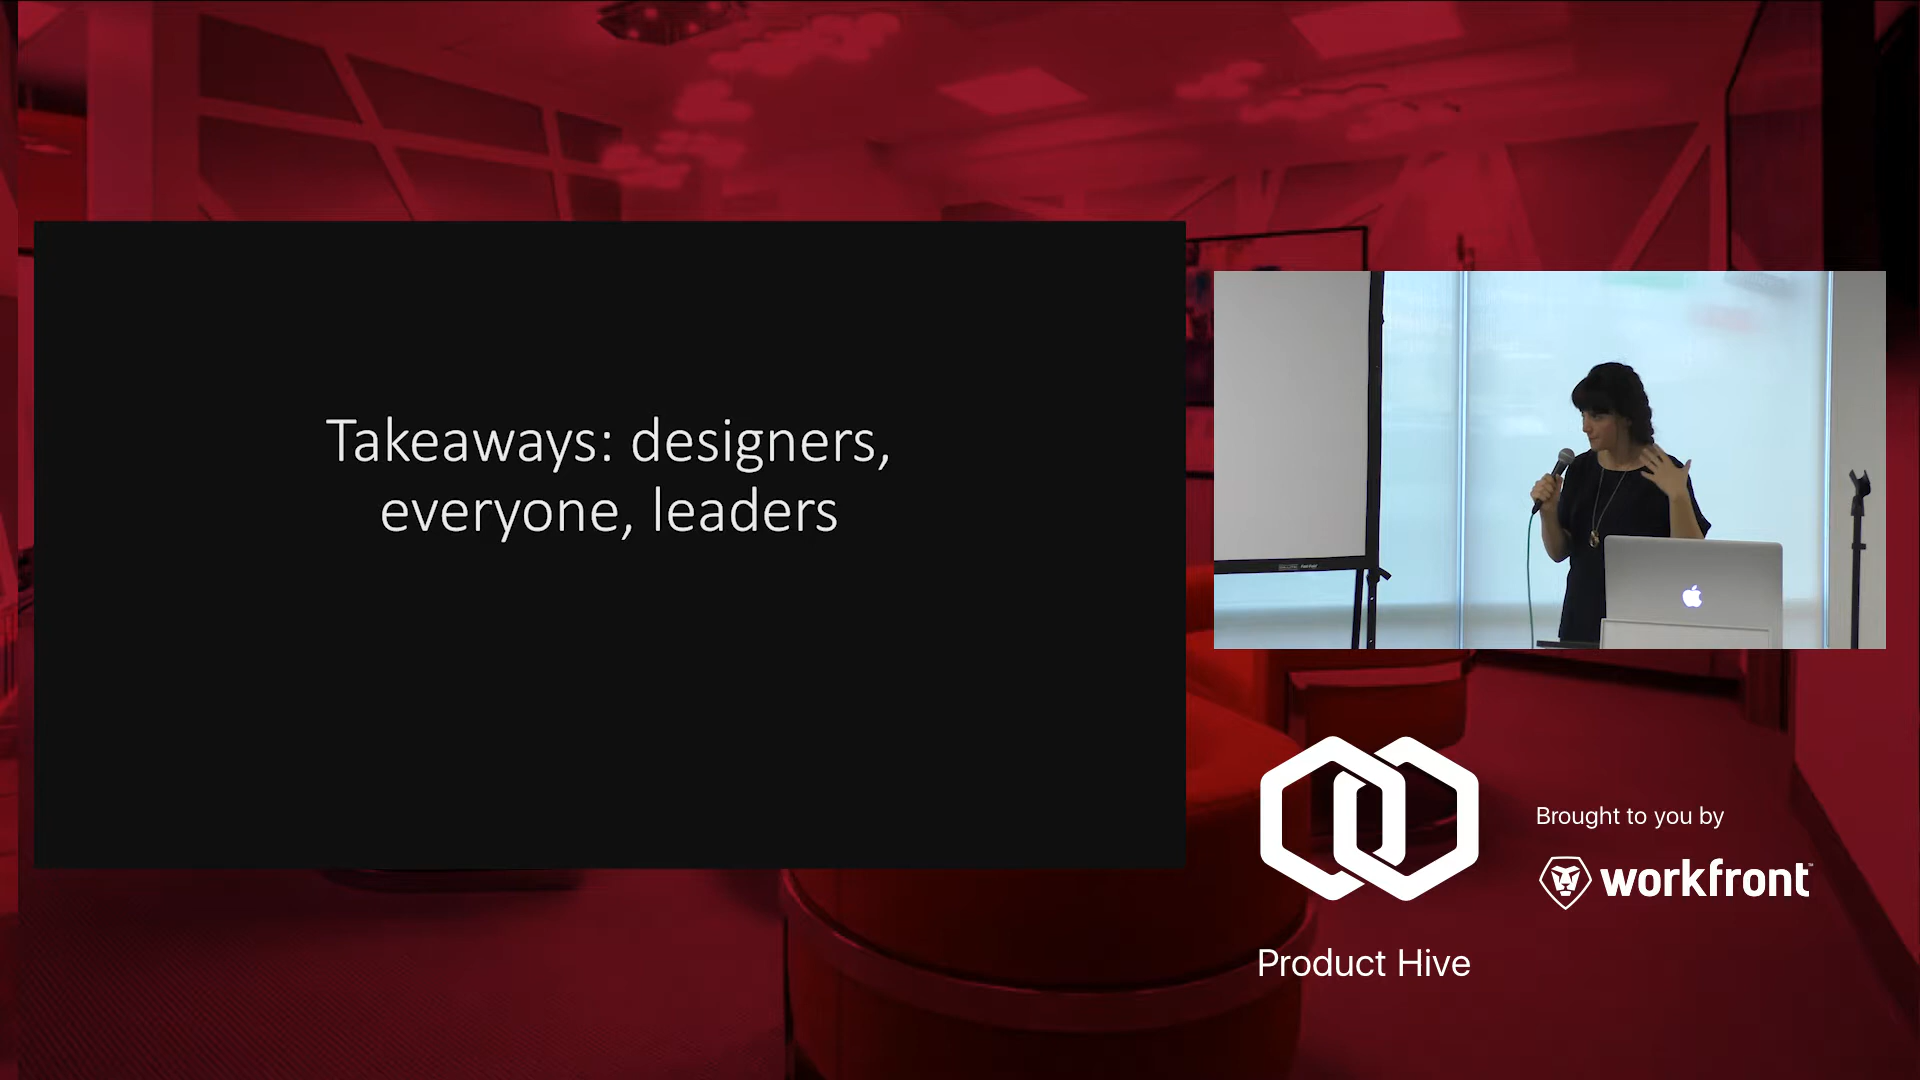 Takeaways: designers,
everyone, leaders
Brought to you by
workfront
Product Hive